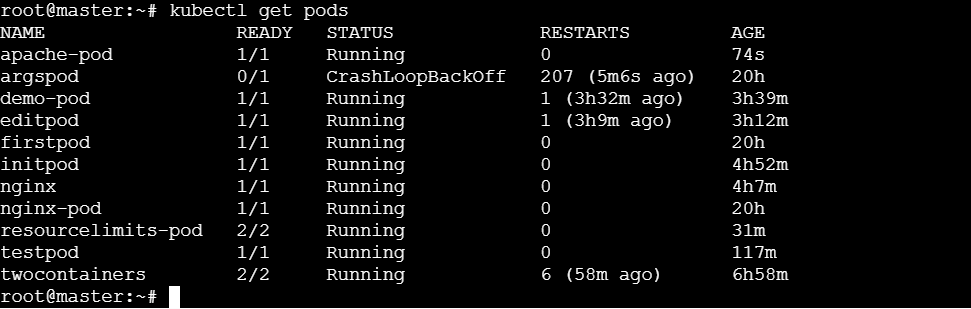 root@master:~# kubectl get pods
NAME READY STATUS RESTARTS AGE
apache-pod 1/1 Running 0 74s
argspod 0/1 CrashLoopBackOff 207 (5m6s ago) 20h
demo-pod 1/1 Running 1 (3h32m ago) 3h39m
editpod 1/1 Running 1 (3h9m ago) 3h12m
firstpod 1/1 Running 0 20h
initpod 1/1 Running 0 4h52m
nginx 1/1 Running 0 4h7m
nginx-pod 1/1 Running 0 20h
resourcelimits-pod 2/2 Running 0 31m
testpod 1/1 Running 0 117m
twocontainers 2/2 Running 6 (58m ago) 6h58m
root@master:~#